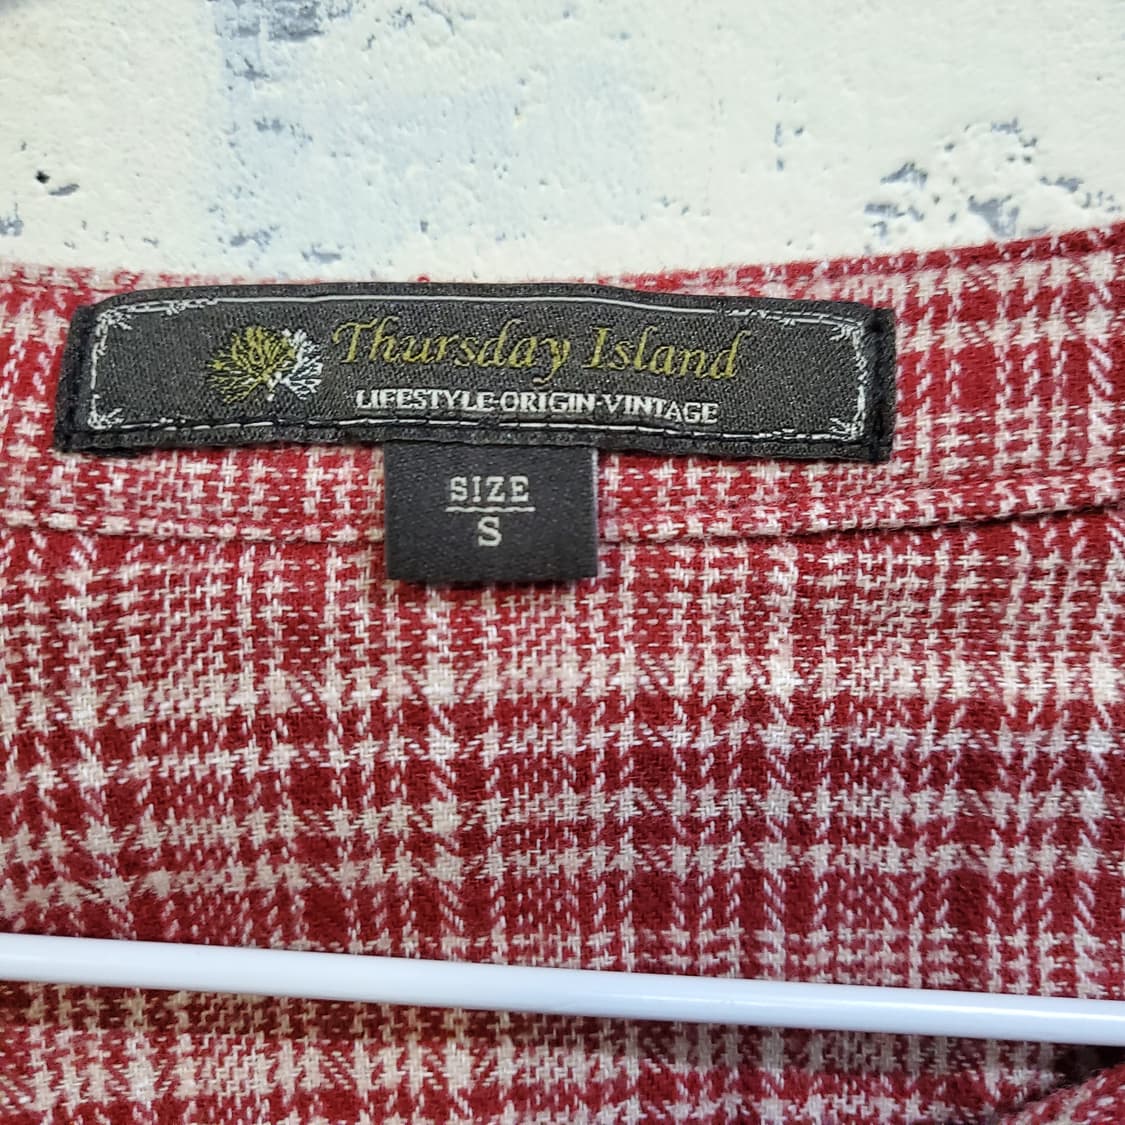 Thursday Island
LIFESTYLE-ORIGIN-VINTAGE
SIZE
S